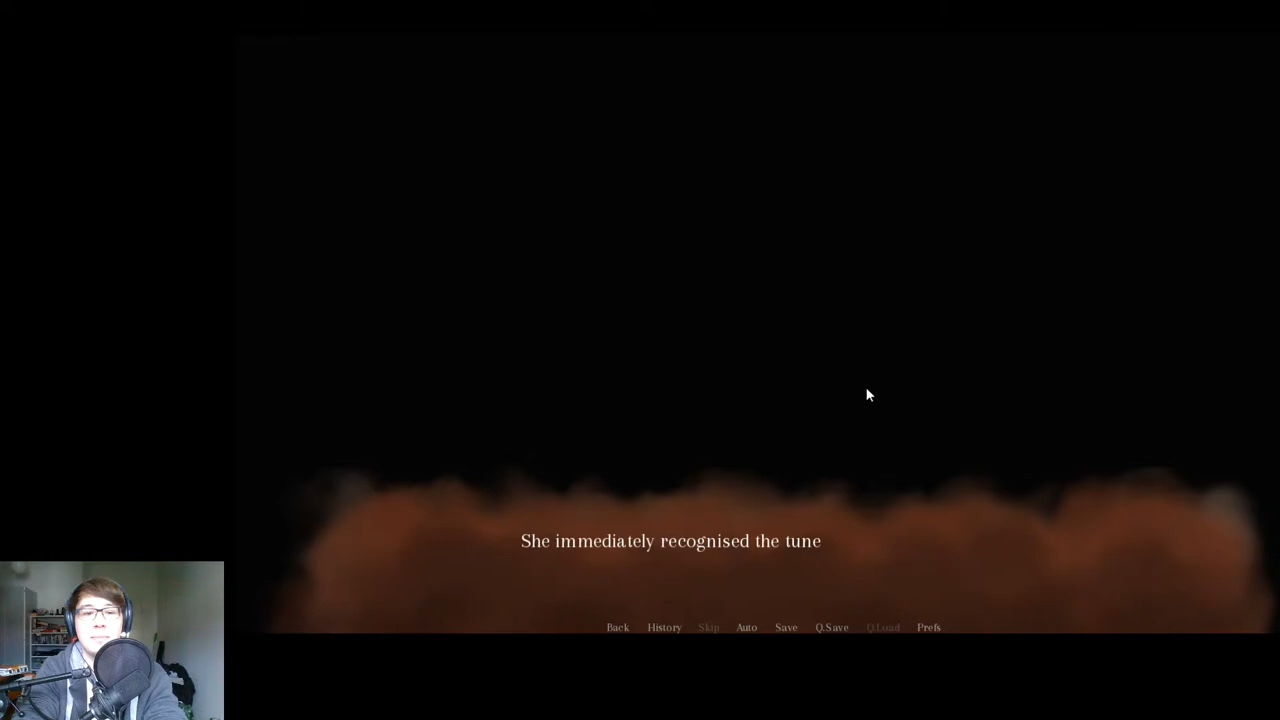 She immediately recognised the tune
Back History Skip Auto Save Q.Save Q.Load Prefs